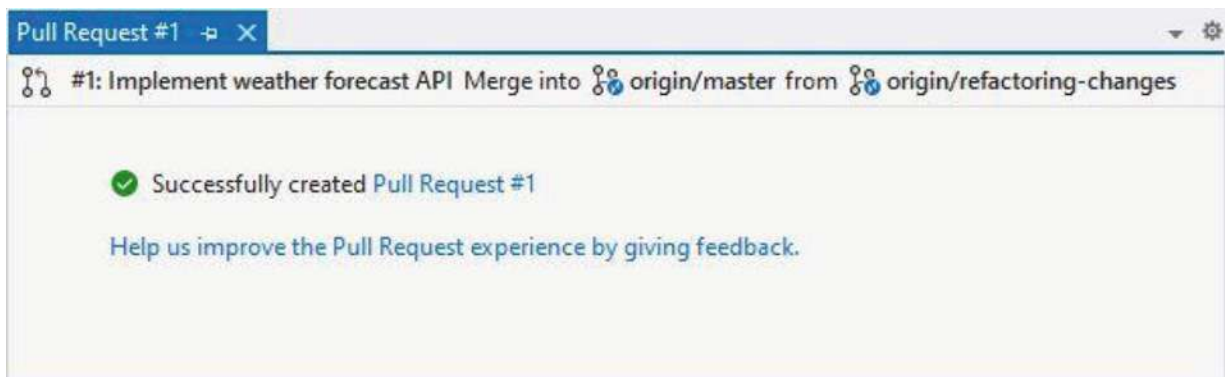 Pull Request #1
#1: Implement weather forecast API Merge into origin/master from origin/refactoring-changes
Successfully created Pull Request #1
Help us improve the Pull Request experience by giving feedback.